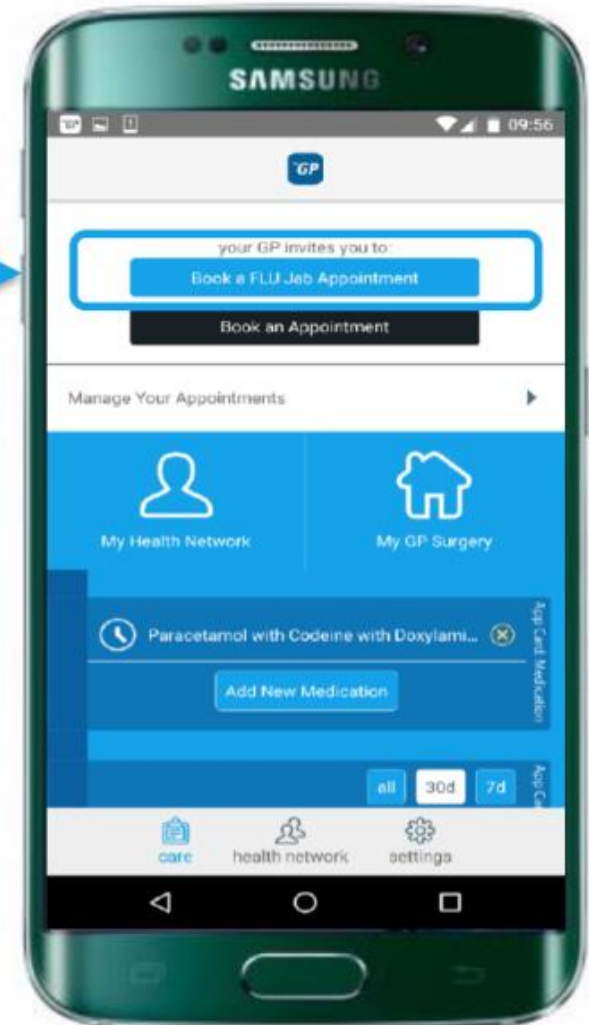 SAMSUNG
09:56
GP
your GP invites you to:
Book a FLU Jab Appointment
Book an Appointment
Manage Your Appointments
My Health Network
My GP Surgery
Paracetamol with Codeine with Doxylami...
App Card: Medication
Add New Medication
all
30d
7d
App Ca
care
health network
settings